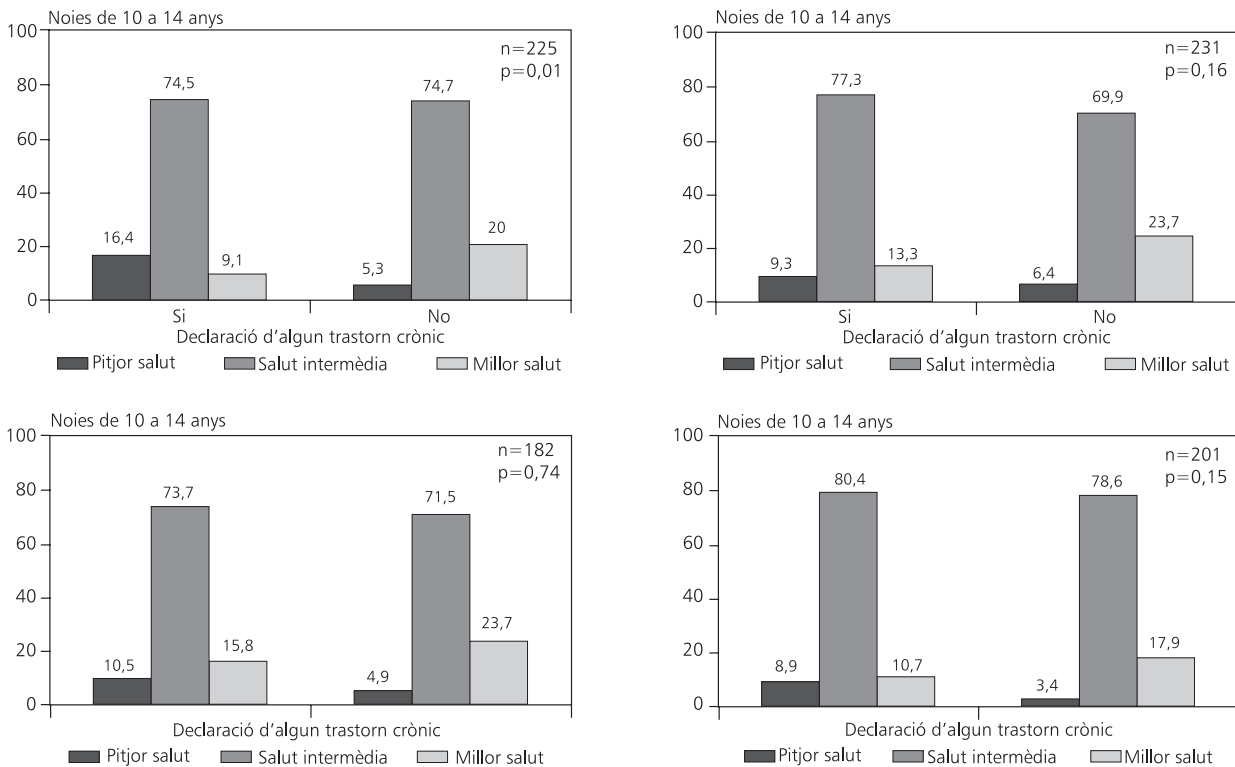 Noies de 10 a 14 anys
100
80
60
40
20
0
n=225
p=0,01
16,4
74,5
9,1
5,3
74,7
20
Si
No
Declaració d’algun trastorn crònic
Pitjor salut Salut intermèdia Millor salut
Noies de 10 a 14 anys
100
80
60
40
20
0
n=231
p=0,16
9,3
77,3
13,3
6,4
69,9
23,7
Si
No
Declaració d’algun trastorn crònic
Pitjor salut Salut intermèdia Millor salut
Noies de 10 a 14 anys
100
80
60
40
20
0
n=182
p=0,74
10,5
73,7
15,8
4,9
71,5
23,7
Declaració d’algun trastorn crònic
Pitjor salut Salut intermèdia Millor salut
Noies de 10 a 14 anys
100
80
60
40
20
0
n=201
p=0,15
8,9
80,4
10,7
3,4
78,6
17,9
Declaració d’algun trastorn crònic
Pitjor salut Salut intermèdia Millor salut